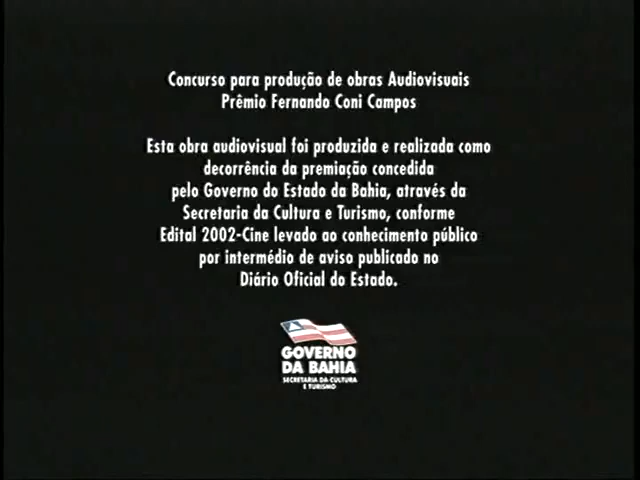 Concurso para produção de obras Audiovisuais
Prêmio Fernando Coni Campos
Esta obra audiovisual foi produzida e realizada como
decorrência da premiação concedida
pelo Governo do Estado da Bahia, através da
Secretaria da Cultura e Turismo, conforme
Edital 2002-Cine levado ao conhecimento público
por intermédio de aviso publicado no
Diário Oficial do Estado.
GOVERNO
DA BAHIA
SECRETARIA DA CULTURA
E TURISMO